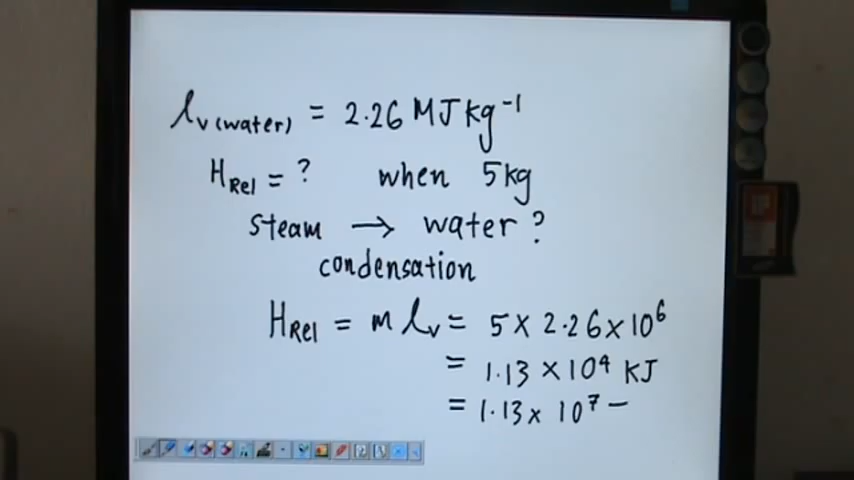 lv(water) = 2.26 MJ kg⁻¹
HRel = ? when 5kg
steam → water ?
condensation
HRel = m lv = 5 × 2.26 × 10⁶
= 1.13 × 10⁴ KJ
= 1.13 × 10⁷ –